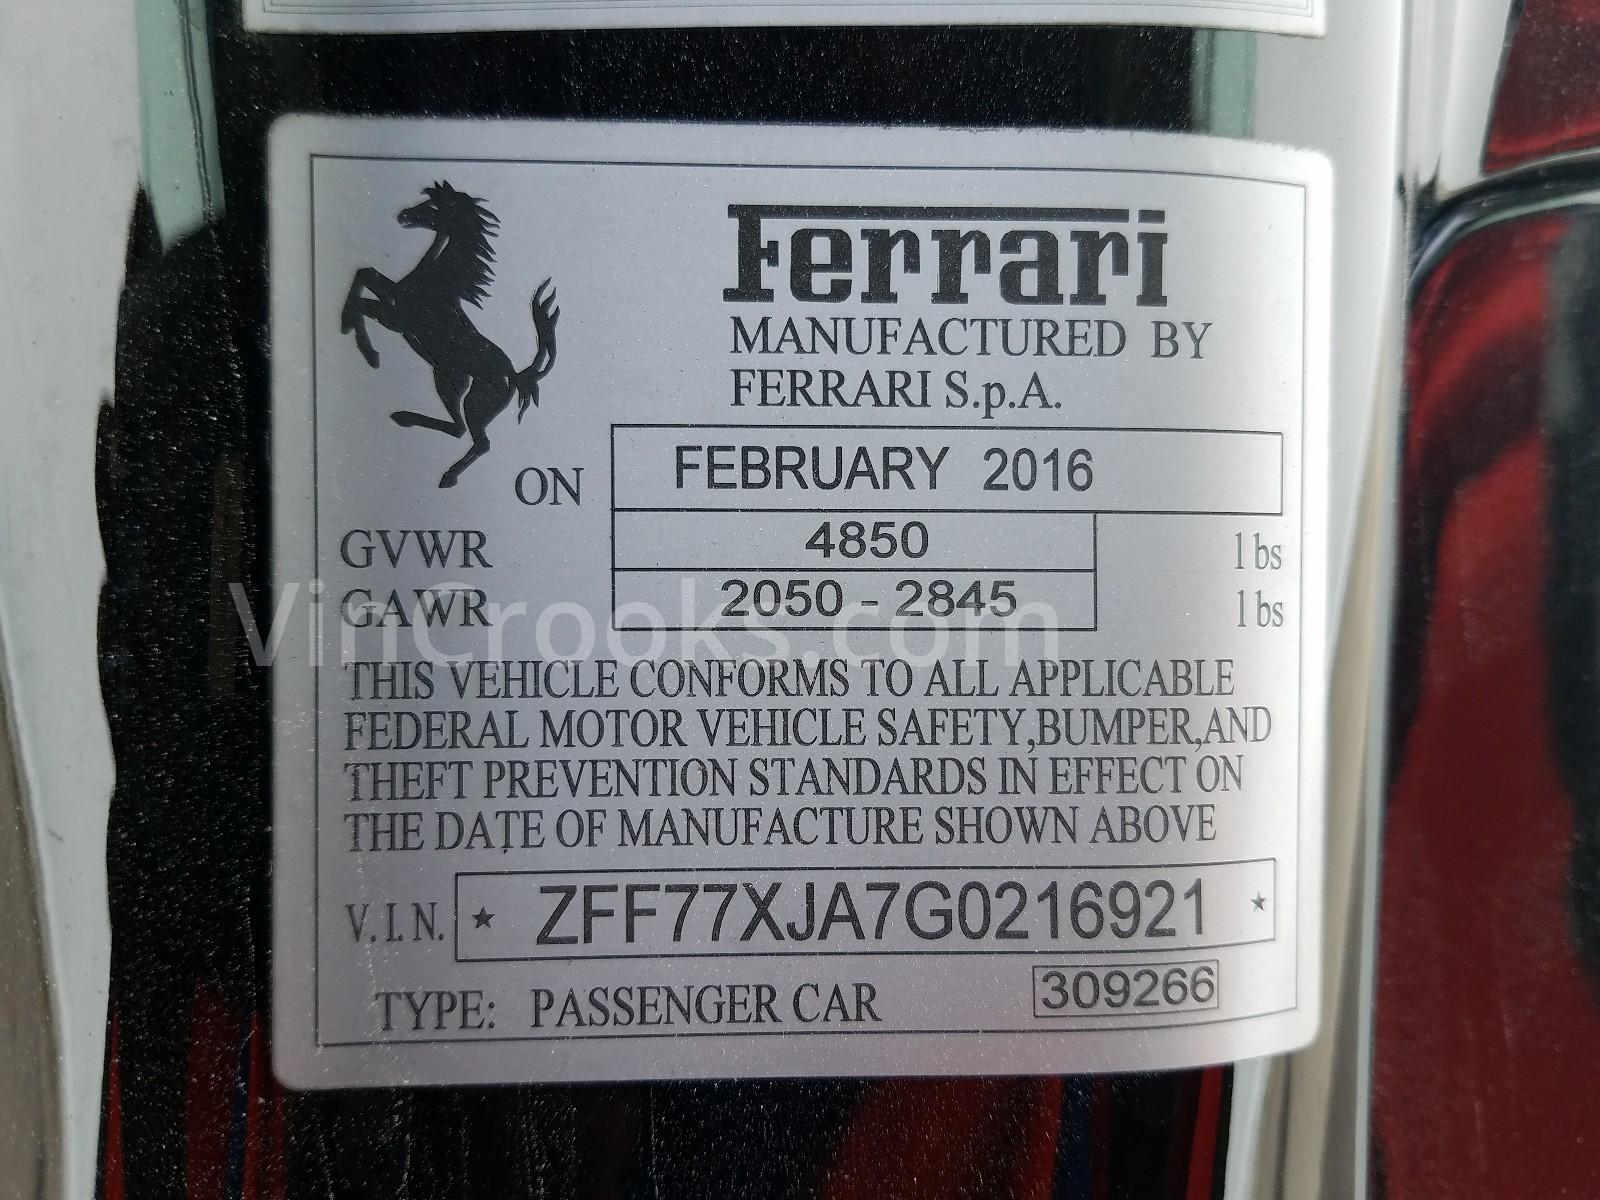 Ferrari
MANUFACTURED BY
FERRARI S.p.A.
ON FEBRUARY 2016
GVWR 4850 lbs
GAWR 2050 - 2845 lbs
VinCrooks.com
THIS VEHICLE CONFORMS TO ALL APPLICABLE
FEDERAL MOTOR VEHICLE SAFETY,BUMPER,AND
THEFT PREVENTION STANDARDS IN EFFECT ON
THE DATE OF MANUFACTURE SHOWN ABOVE
V.I.N. ★ ZFF77XJA7G0216921 ★
TYPE: PASSENGER CAR 309266